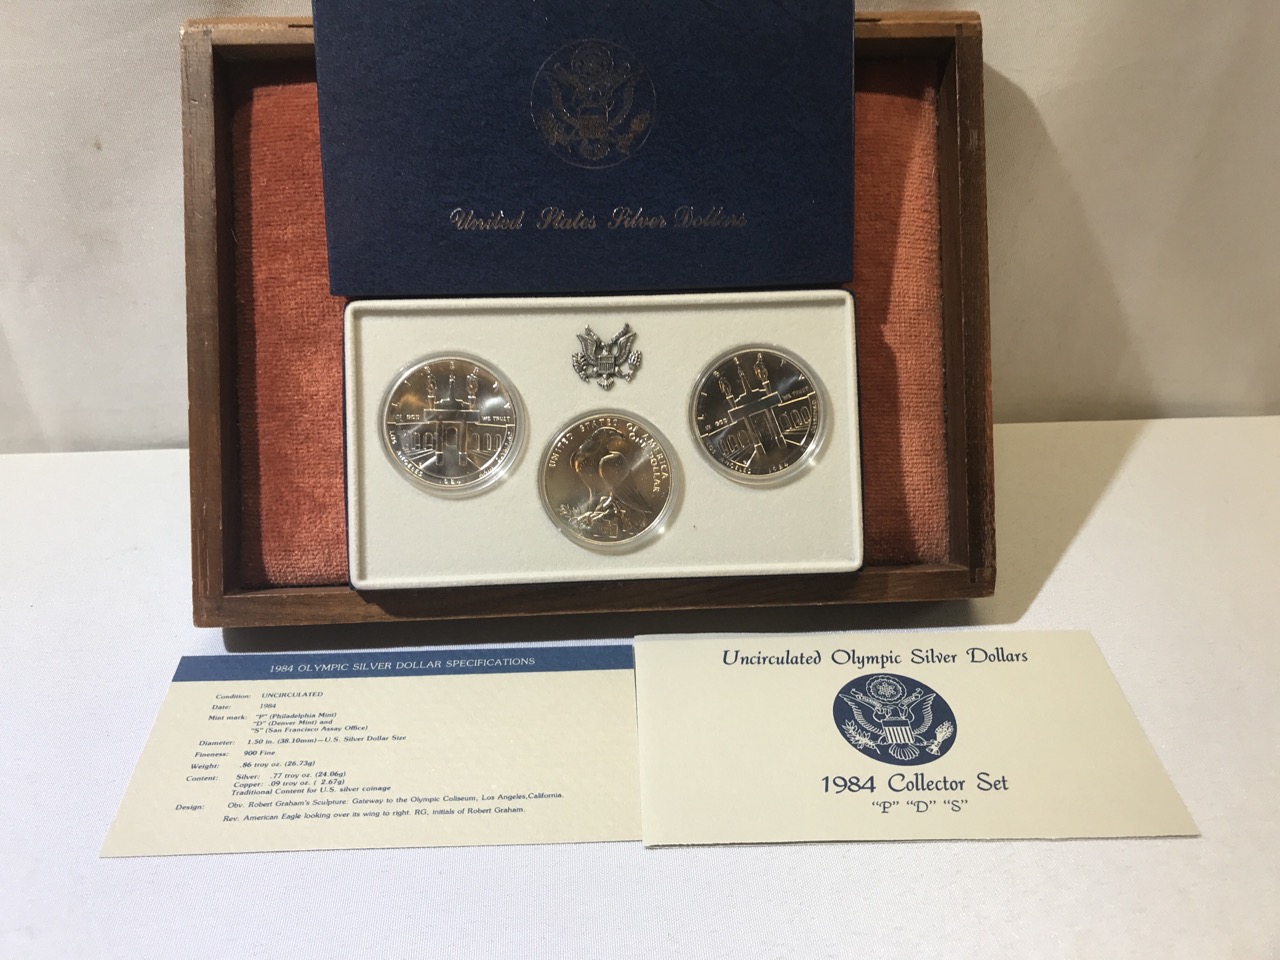 United States Silver Dollars
LIBERTY
IN GOD WE TRUST
LOS ANGELES
1984
UNITED STATES OF AMERICA
ONE DOLLAR
LIBERTY
IN GOD WE TRUST
LOS ANGELES
1984
1984 OLYMPIC SILVER DOLLAR SPECIFICATIONS
Condition: UNCIRCULATED
Date: 1984
Mint mark: "P" (Philadelphia Mint)
"D" (Denver Mint) and
"S" (San Francisco Assay Office)
Diameter: 1.50 in. (38.10mm)—U.S. Silver Dollar Size
Fineness: 900 Fine
Weight: .86 troy oz. (26.73g)
Content: Silver: .77 troy oz. (24.06g)
Copper: .09 troy oz. ( 2.67g)
Traditional Content for U.S. silver coinage
Design: Obv. Robert Graham's Sculpture: Gateway to the Olympic Coliseum, Los Angeles,California.
Rev. American Eagle looking over its wing to right. RG, initials of Robert Graham.
Uncirculated Olympic Silver Dollars
1984 Collector Set
"P" "D" "S"